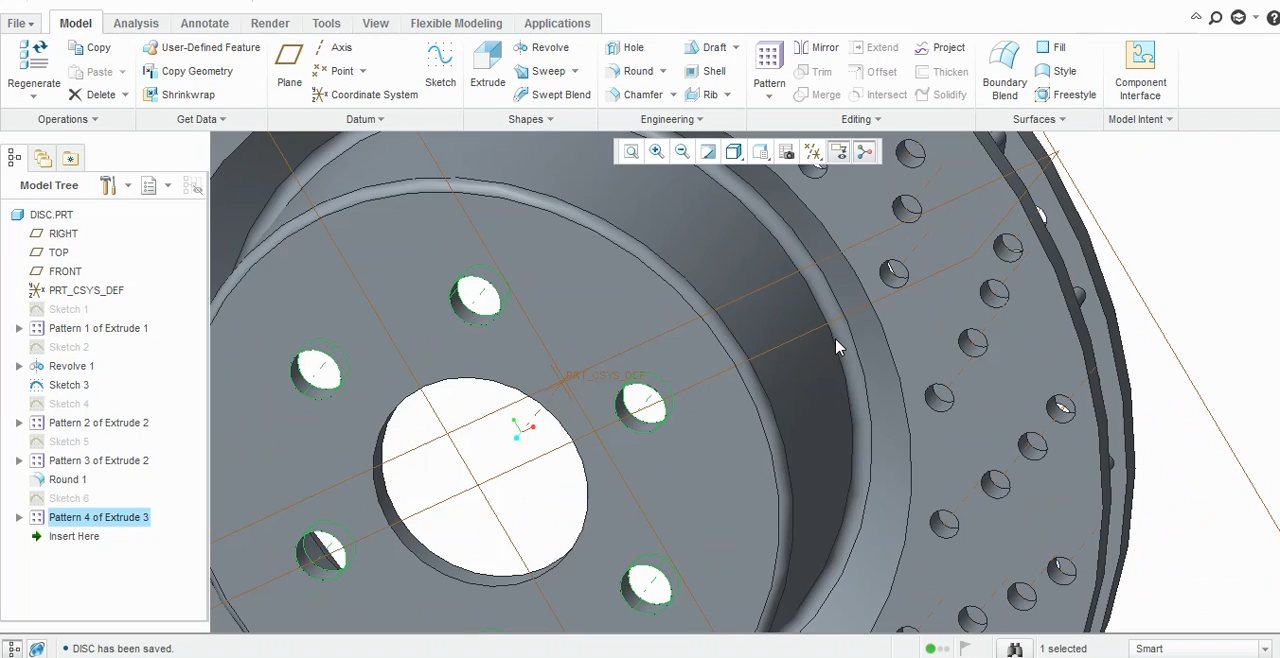 File
Model
Analysis
Annotate
Render
Tools
View
Flexible Modeling
Applications
Regenerate
Copy
Paste
Delete
Operations
User-Defined Feature
Copy Geometry
Shrinkwrap
Get Data
Plane
Axis
Point
Coordinate System
Sketch
Datum
Extrude
Revolve
Sweep
Swept Blend
Shapes
Hole
Round
Chamfer
Draft
Shell
Rib
Engineering
Pattern
Mirror
Trim
Merge
Extend
Offset
Intersect
Project
Thicken
Solidify
Editing
Boundary
Blend
Fill
Style
Freestyle
Surfaces
Component
Interface
Model Intent
Model Tree
DISC.PRT
RIGHT
TOP
FRONT
PRT_CSYS_DEF
Sketch 1
Pattern 1 of Extrude 1
Sketch 2
Revolve 1
Sketch 3
Sketch 4
Pattern 2 of Extrude 2
Sketch 5
Pattern 3 of Extrude 2
Round 1
Sketch 6
Pattern 4 of Extrude 3
Insert Here
PRT_CSYS_DEF
DISC has been saved.
1 selected
Smart